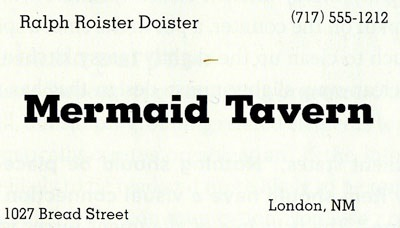 Ralph Roister Doister
(717) 555-1212
Mermaid Tavern
1027 Bread Street
London, NM